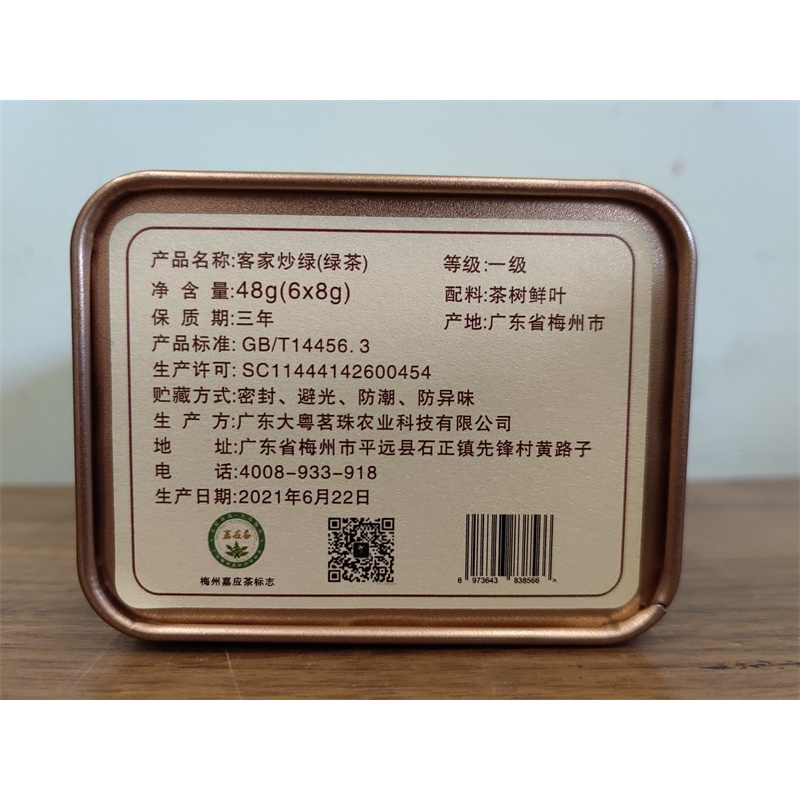 产品名称:客家炒绿(绿茶) 等级:一级
净含量:48g(6x8g) 配料:茶树鲜叶
保质期:三年 产地:广东省梅州市
产品标准:GB/T14456.3
生产许可:SC11444142600454
贮藏方式:密封、避光、防潮、防异味
生产方:广东大粤茗珠农业科技有限公司
地址:广东省梅州市平远县石正镇先锋村黄路子
电话:4008-933-918
生产日期:2021年6月22日
梅州嘉应茶标志
6 973643 838566 >